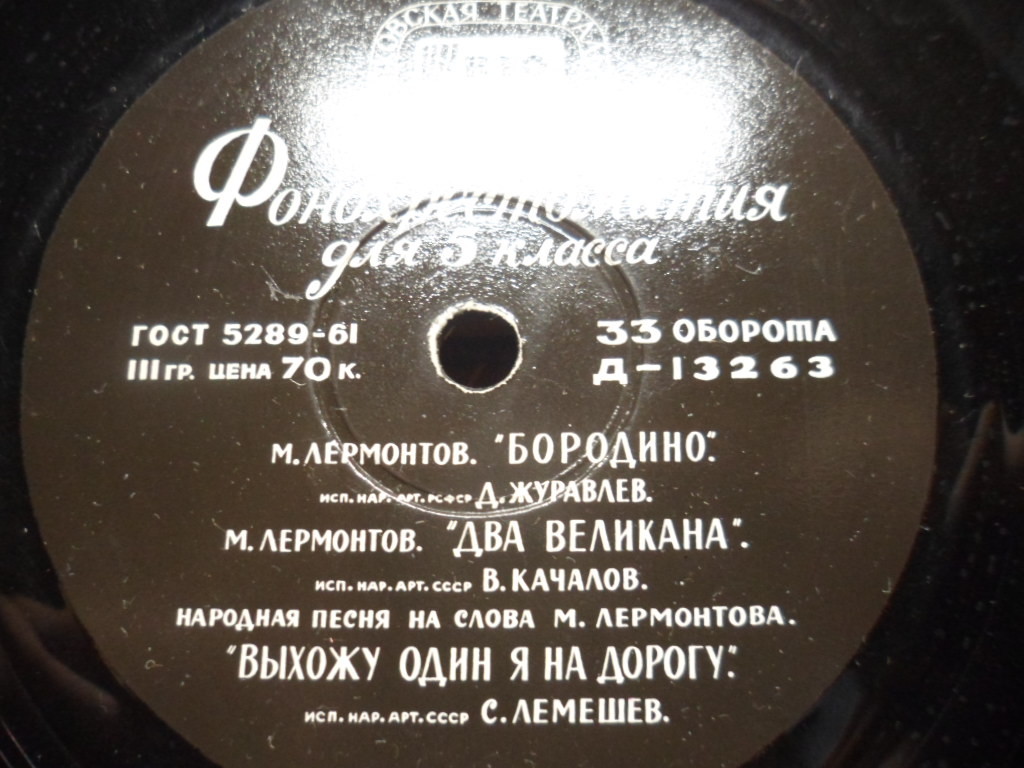 ОВСКАЯ ТЕАТРАЛ
Фонохрестоматия
для 5 класса
ГОСТ 5289-61
33 ОБОРОТА
III ГР. ЦЕНА 70 К.
Д-13263
М. ЛЕРМОНТОВ. "БОРОДИНО".
ИСП. НАР. АРТ. РСФСР Д. ЖУРАВЛЕВ.
М. ЛЕРМОНТОВ. "ДВА ВЕЛИКАНА".
ИСП. НАР. АРТ. СССР В. КАЧАЛОВ.
НАРОДНАЯ ПЕСНЯ НА СЛОВА М. ЛЕРМОНТОВА.
"ВЫХОЖУ ОДИН Я НА ДОРОГУ".
ИСП. НАР. АРТ. СССР С. ЛЕМЕШЕВ.